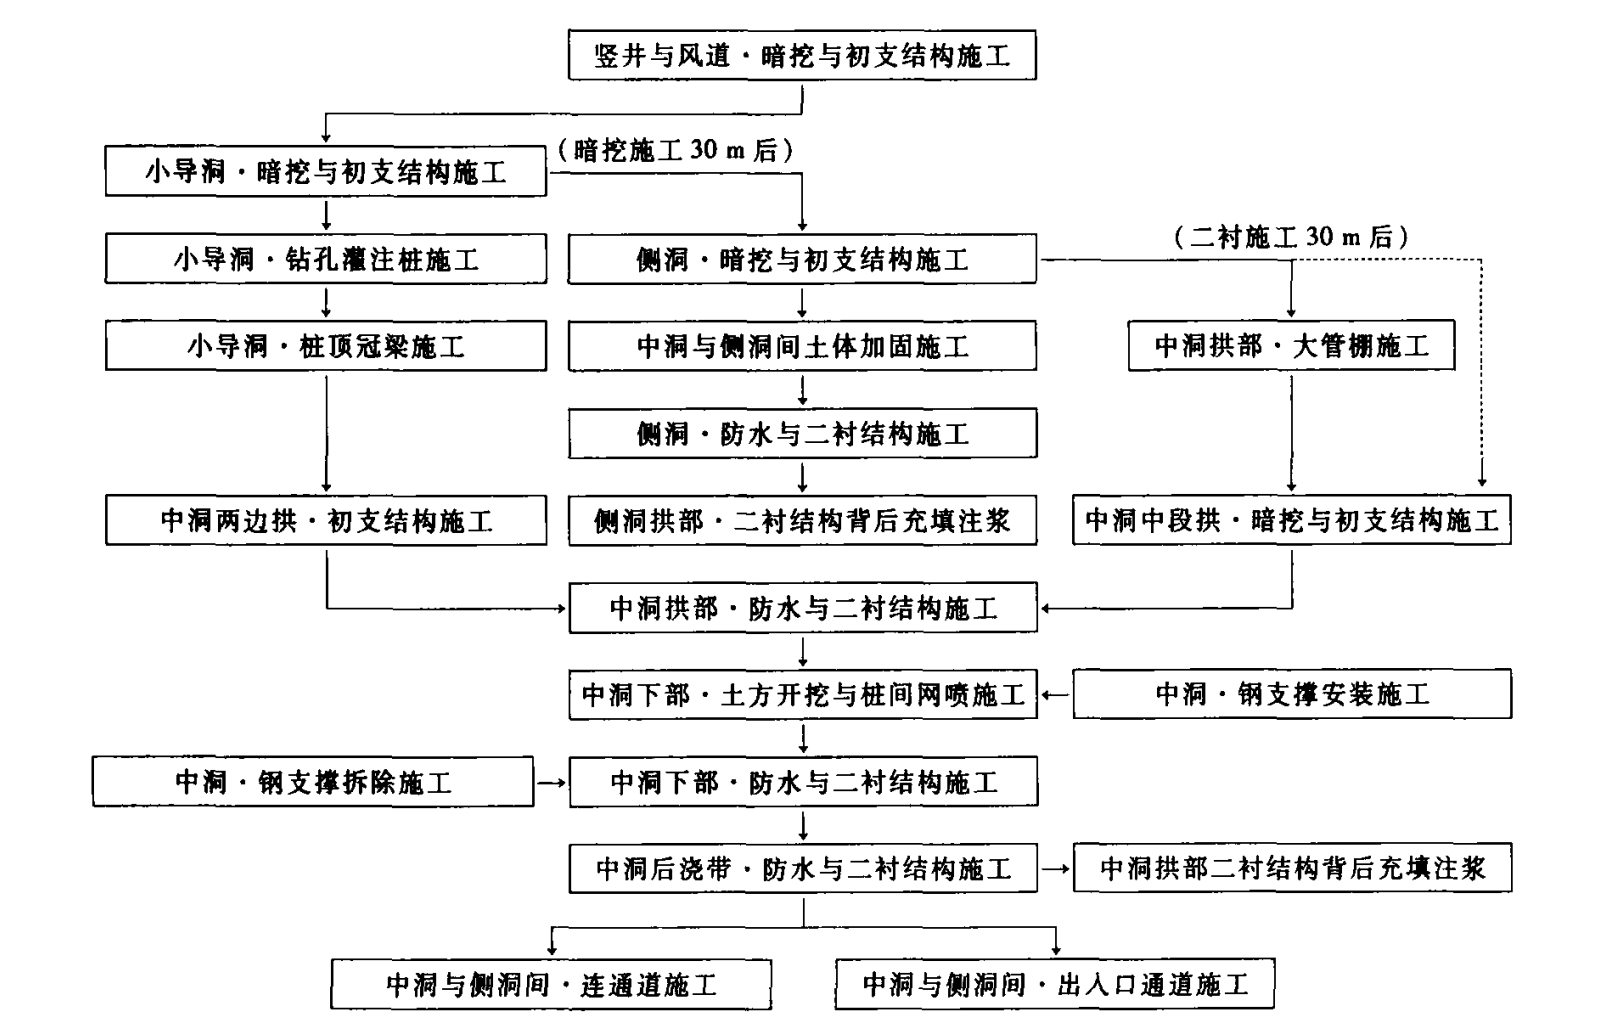 竖井与风道·暗挖与初支结构施工
小导洞·暗挖与初支结构施工
(暗挖施工30 m后)
小导洞·钻孔灌注桩施工
侧洞·暗挖与初支结构施工
(二衬施工30 m后)
小导洞·桩顶冠梁施工
中洞与侧洞间土体加固施工
中洞拱部·大管棚施工
侧洞·防水与二衬结构施工
中洞两边拱·初支结构施工
侧洞拱部·二衬结构背后充填注浆
中洞中段拱·暗挖与初支结构施工
中洞拱部·防水与二衬结构施工
中洞下部·土方开挖与桩间网喷施工
中洞·钢支撑安装施工
中洞·钢支撑拆除施工
中洞下部·防水与二衬结构施工
中洞后浇带·防水与二衬结构施工
中洞拱部二衬结构背后充填注浆
中洞与侧洞间·连通道施工
中洞与侧洞间·出入口通道施工